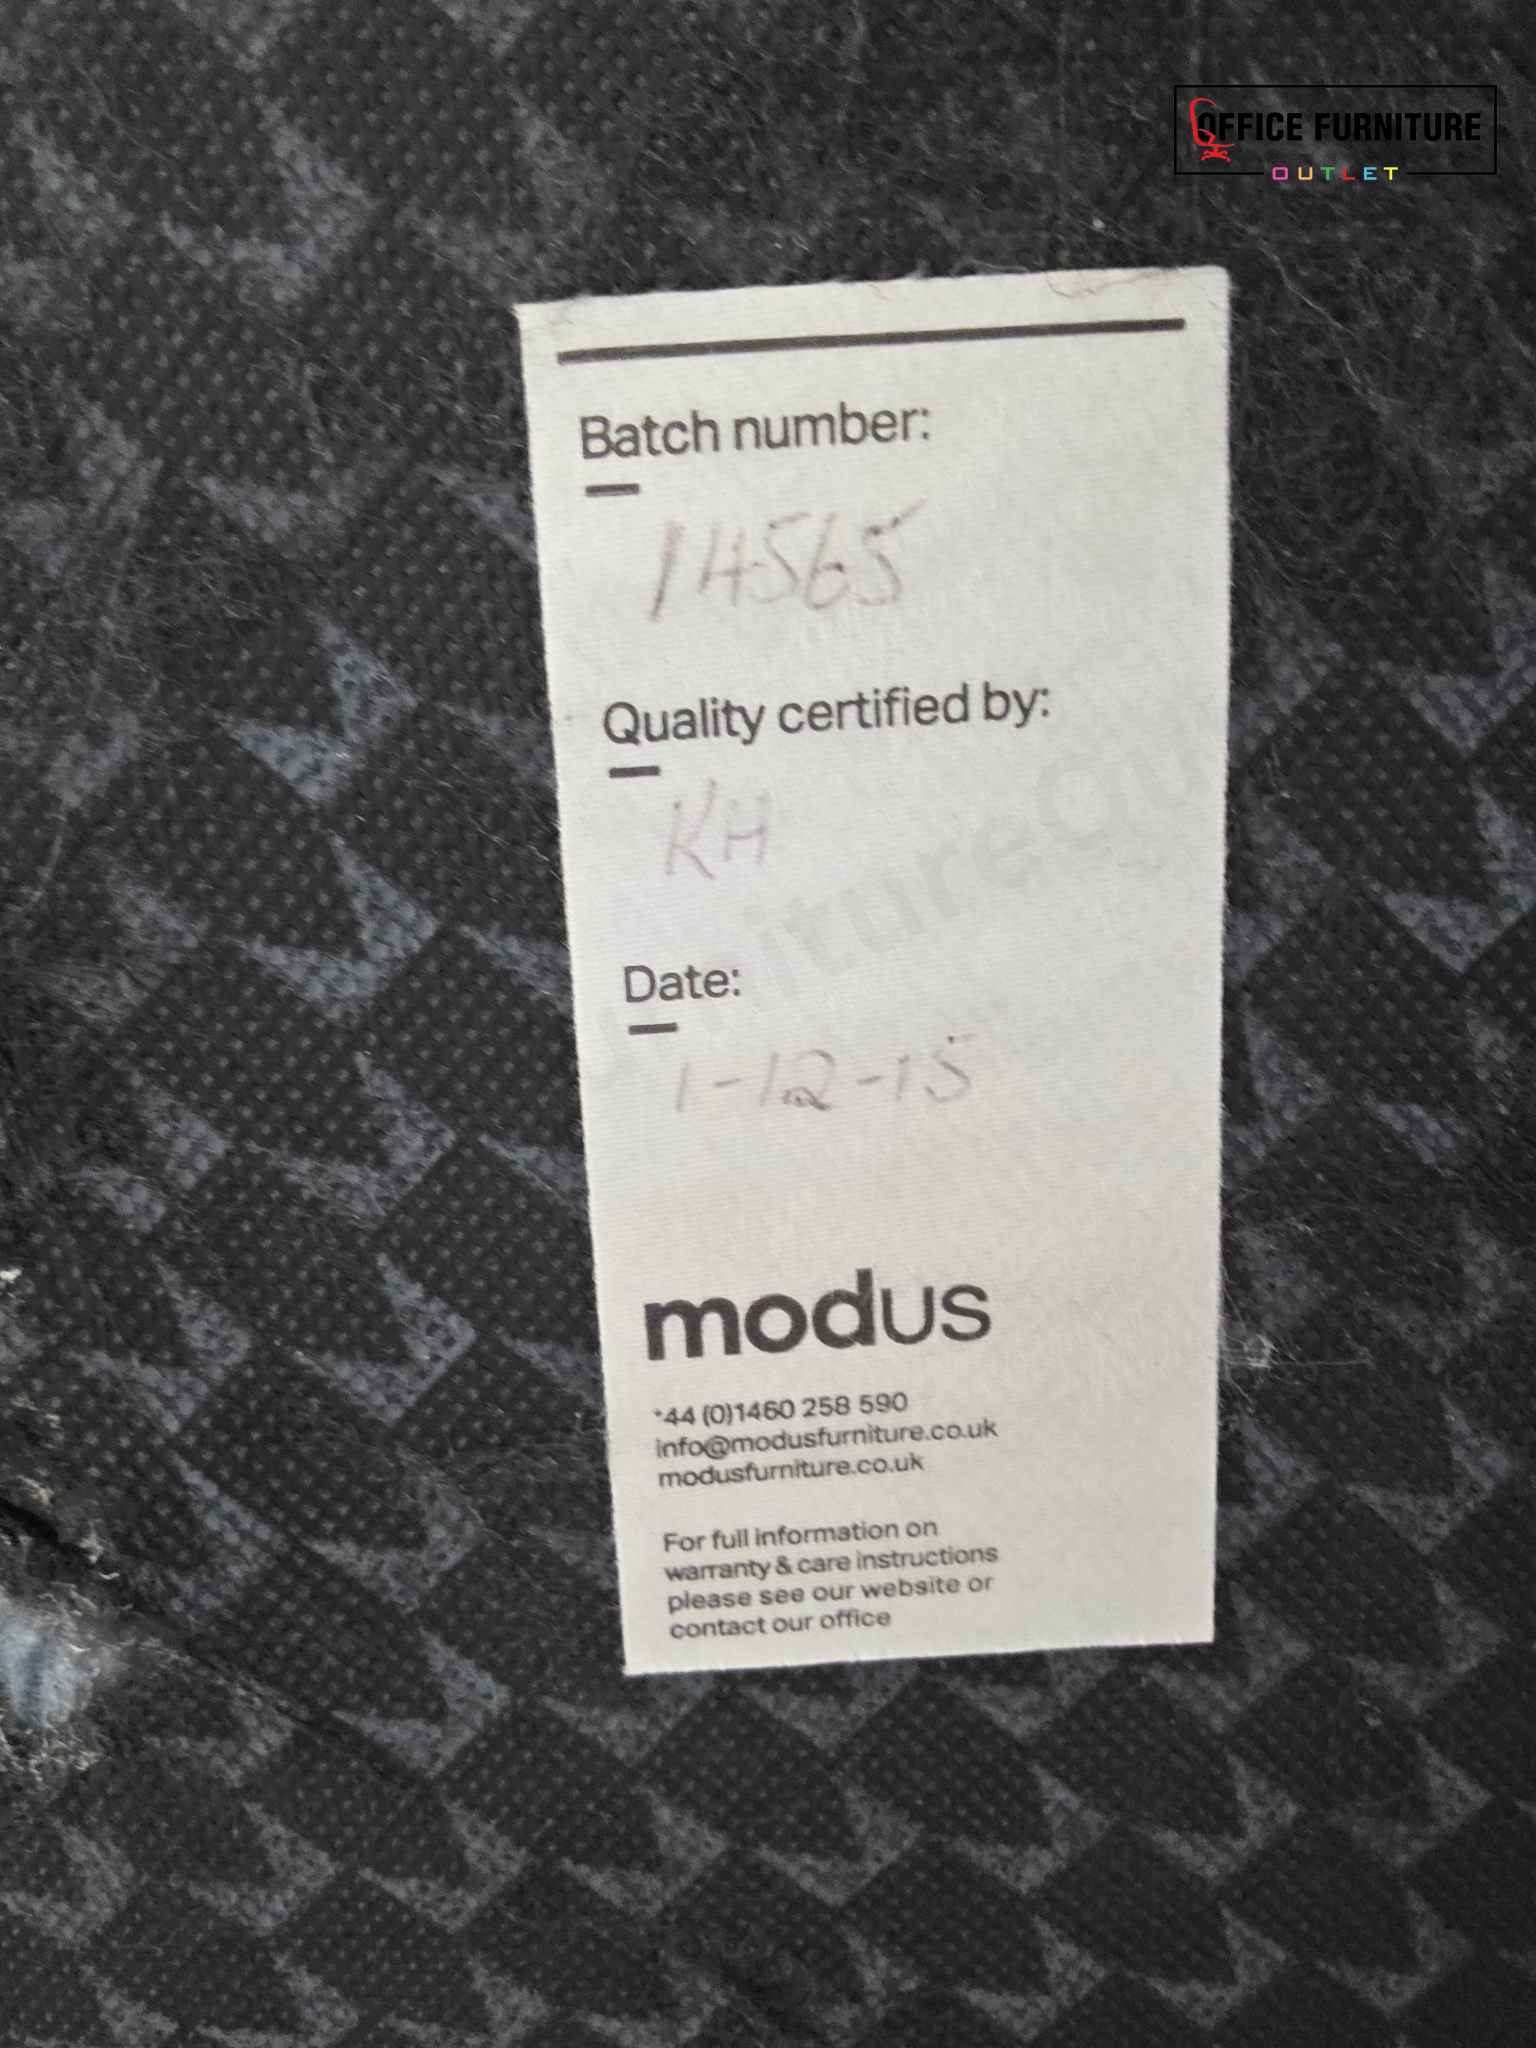 OFFICE FURNITURE
OUTLET
Batch number:
14565
Quality certified by:
KH
Date:
1-12-15
modus
+44 (0)1460 258 590
info@modusfurniture.co.uk
modusfurniture.co.uk
For full information on
warranty & care instructions
please see our website or
contact our office